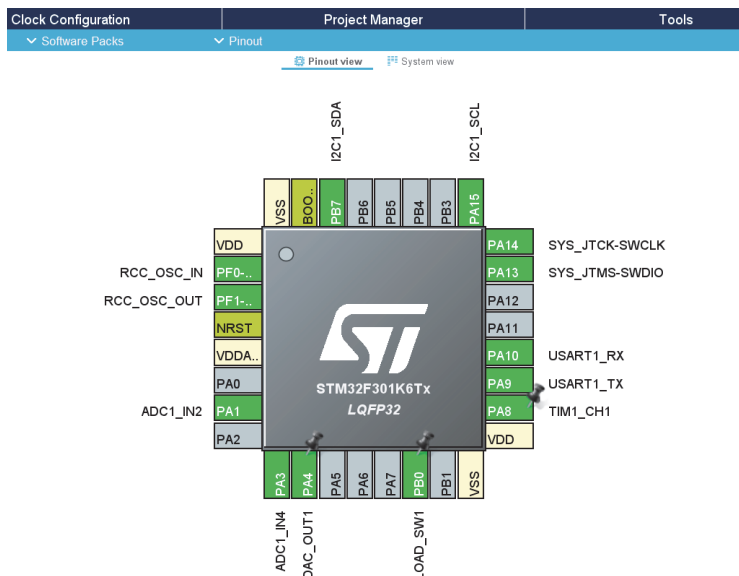 Clock Configuration Project Manager Tools
Software Packs Pinout
Pinout view System view
I2C1_SDA I2C1_SCL
VSS BOO.. PB7 PB6 PB5 PB4 PB3 PA15
VDD PA14 SYS_JTCK-SWCLK
RCC_OSC_IN PF0-.. PA13 SYS_JTMS-SWDIO
RCC_OSC_OUT PF1-.. PA12
NRST PA11
VDDA.. PA10 USART1_RX
PA0 STM32F301K6Tx PA9 USART1_TX
ADC1_IN2 PA1 LQFP32 PA8 TIM1_CH1
PA2 VDD
PA3 PA4 PA5 PA6 PA7 PB0 PB1 VSS
ADC1_IN4 DAC_OUT1 LOAD_SW1